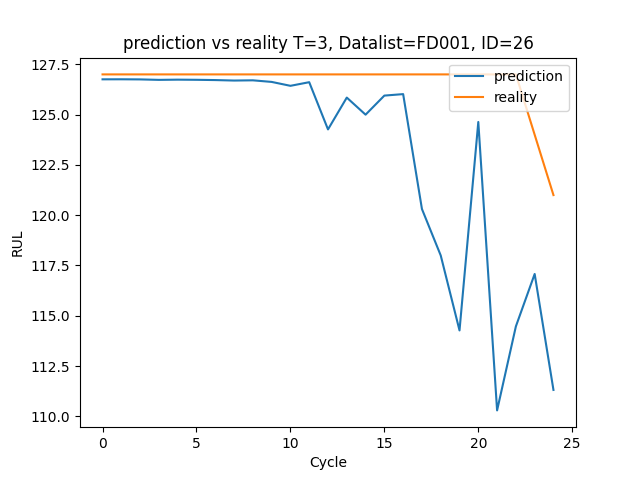 prediction vs reality T=3, Datalist=FD001, ID=26
prediction
reality
127.5
125.0
122.5
120.0
117.5
115.0
112.5
110.0
RUL
0 5 10 15 20 25
Cycle